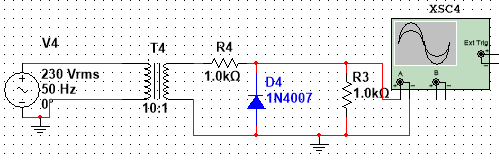 XSC4
V4
T4
R4
Ext Trig
230 Vrms
50 Hz
0°
10:1
1.0kΩ
D4
1N4007
R3
1.0kΩ
A
B